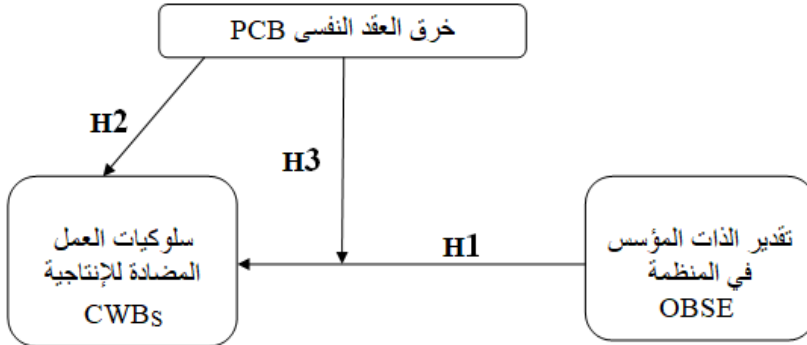 خرق العقد النفسى PCB
H2
H3
H1
تقدير الذات المؤسس
في المنظمة
OBSE
سلوكيات العمل
المضادة للإنتاجية
CWBs